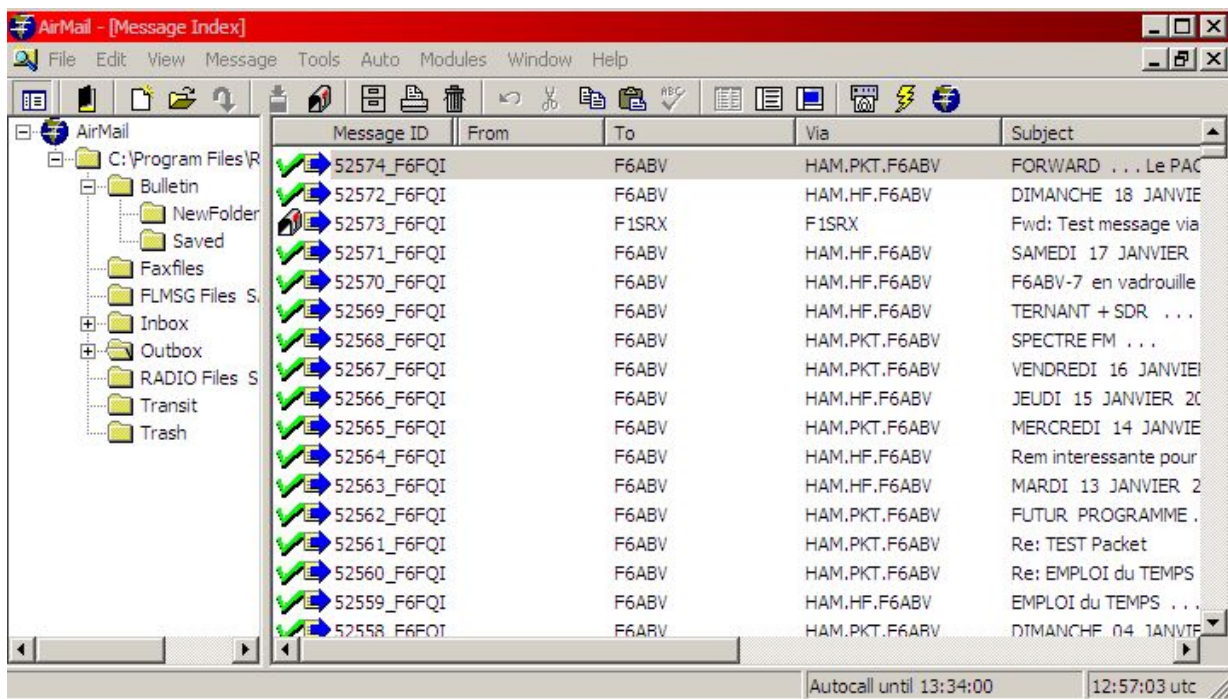 AirMail - [Message Index]
File Edit View Message Tools Auto Modules Window Help
ABC
AirMail
C:\Program Files\R
Bulletin
NewFolder
Saved
Faxfiles
FLMSG Files S
Inbox
Outbox
RADIO Files S
Transit
Trash
Message ID From To Via Subject
52574_F6FQI F6ABV HAM.PKT.F6ABV FORWARD ... Le PAC
52572_F6FQI F6ABV HAM.HF.F6ABV DIMANCHE 18 JANVIE
52573_F6FQI F1SRX F1SRX Fwd: Test message via
52571_F6FQI F6ABV HAM.HF.F6ABV SAMEDI 17 JANVIER
52570_F6FQI F6ABV HAM.HF.F6ABV F6ABV-7 en vadrouille
52569_F6FQI F6ABV HAM.HF.F6ABV TERNANT + SDR ...
52568_F6FQI F6ABV HAM.PKT.F6ABV SPECTRE FM ...
52567_F6FQI F6ABV HAM.PKT.F6ABV VENDREDI 16 JANVIE
52566_F6FQI F6ABV HAM.HF.F6ABV JEUDI 15 JANVIER 20
52565_F6FQI F6ABV HAM.PKT.F6ABV MERCREDI 14 JANVIE
52564_F6FQI F6ABV HAM.HF.F6ABV Rem interessante pour
52563_F6FQI F6ABV HAM.HF.F6ABV MARDI 13 JANVIER 2
52562_F6FQI F6ABV HAM.PKT.F6ABV FUTUR PROGRAMME .
52561_F6FQI F6ABV HAM.PKT.F6ABV Re: TEST Packet
52560_F6FQI F6ABV HAM.PKT.F6ABV Re: EMPLOI du TEMPS
52559_F6FQI F6ABV HAM.HF.F6ABV EMPLOI du TEMPS ...
52558_F6FQI F6ABV HAM.PKT.F6ABV DIMANCHE 04 JANVIE
Autocall until 13:34:00 12:57:03 utc